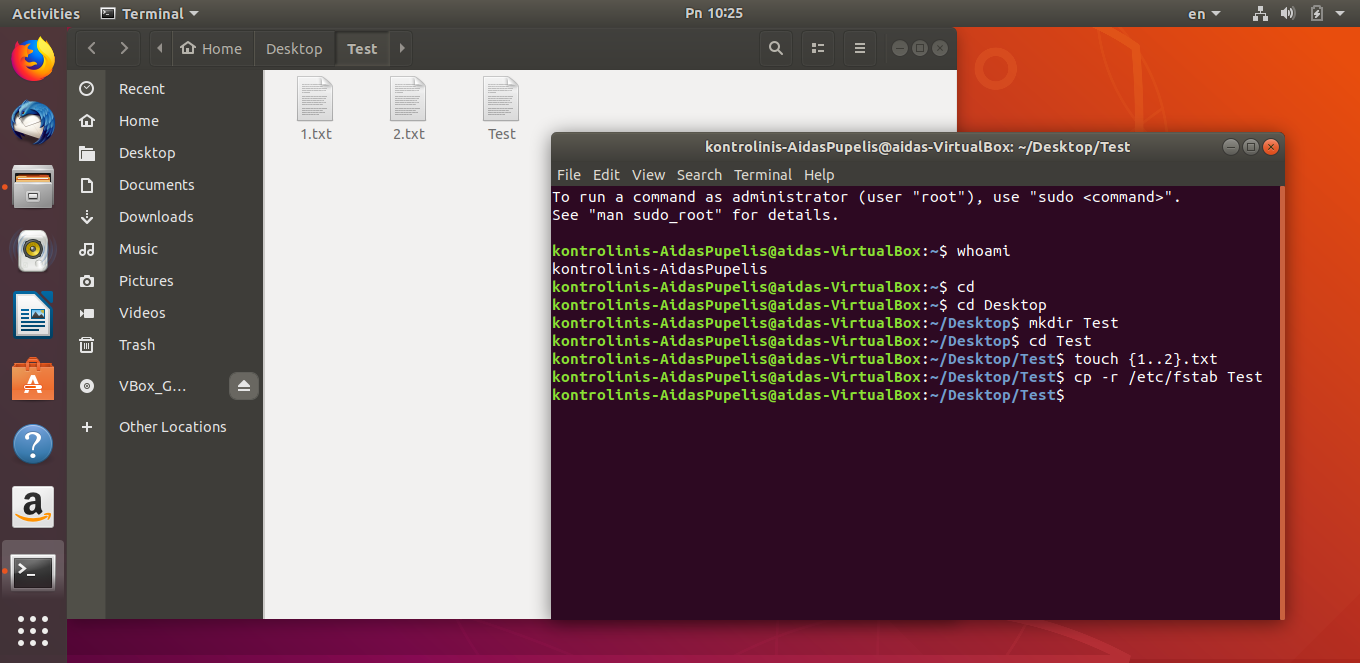 Activities Terminal Pn 10:25 en
Home Desktop Test
Recent
Home
Desktop
Documents
Downloads
Music
Pictures
Videos
Trash
VBox_G...
Other Locations
1.txt 2.txt Test
kontrolinis-AidasPupelis@aidas-VirtualBox: ~/Desktop/Test
File Edit View Search Terminal Help
To run a command as administrator (user "root"), use "sudo <command>".
See "man sudo_root" for details.
kontrolinis-AidasPupelis@aidas-VirtualBox:~$ whoami
kontrolinis-AidasPupelis
kontrolinis-AidasPupelis@aidas-VirtualBox:~$ cd
kontrolinis-AidasPupelis@aidas-VirtualBox:~$ cd Desktop
kontrolinis-AidasPupelis@aidas-VirtualBox:~/Desktop$ mkdir Test
kontrolinis-AidasPupelis@aidas-VirtualBox:~/Desktop$ cd Test
kontrolinis-AidasPupelis@aidas-VirtualBox:~/Desktop/Test$ touch {1..2}.txt
kontrolinis-AidasPupelis@aidas-VirtualBox:~/Desktop/Test$ cp -r /etc/fstab Test
kontrolinis-AidasPupelis@aidas-VirtualBox:~/Desktop/Test$